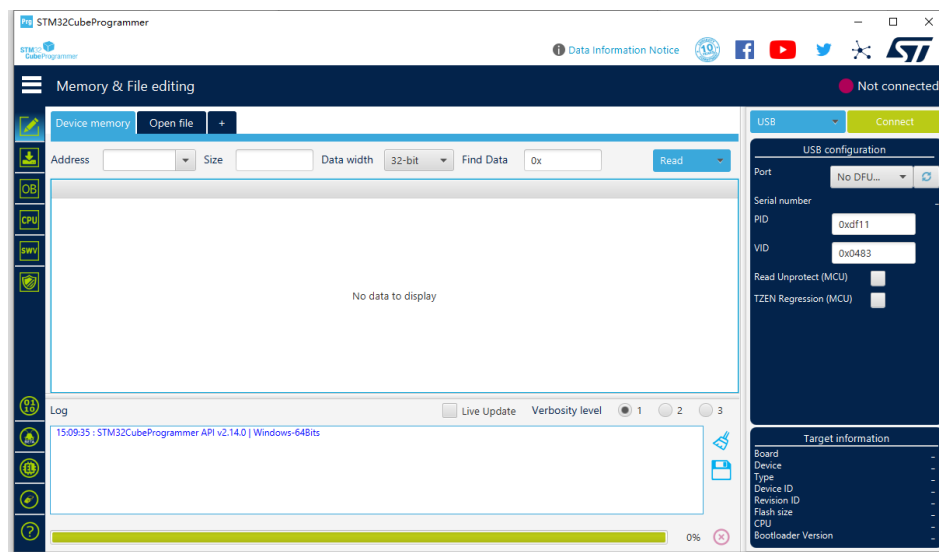 Prg STM32CubeProgrammer
STM32
CubeProgrammer
Data Information Notice
10
Memory & File editing
Not connected
Device memory Open file +
USB Connect
Address Size Data width 32-bit Find Data 0x Read
USB configuration
Port No DFU...
Serial number -
PID 0xdf11
VID 0x0483
Read Unprotect (MCU)
TZEN Regression (MCU)
OB
CPU
SWV
No data to display
Log Live Update Verbosity level 1 2 3
15:09:35 : STM32CubeProgrammer API v2.14.0 | Windows-64Bits
0%
Target information
Board -
Device -
Type -
Device ID -
Revision ID -
Flash size -
CPU -
Bootloader Version -